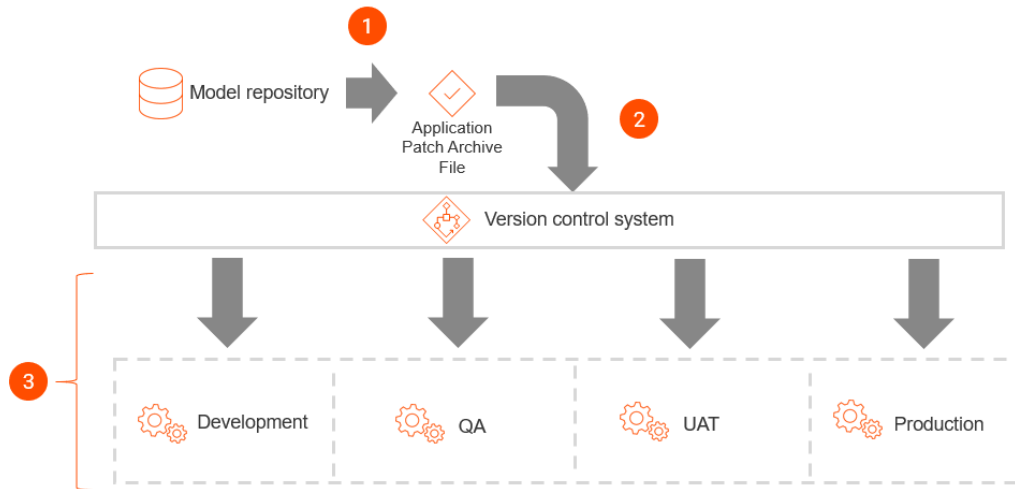 1
Model repository
Application
Patch Archive
File
2
Version control system
3
Development
QA
UAT
Production